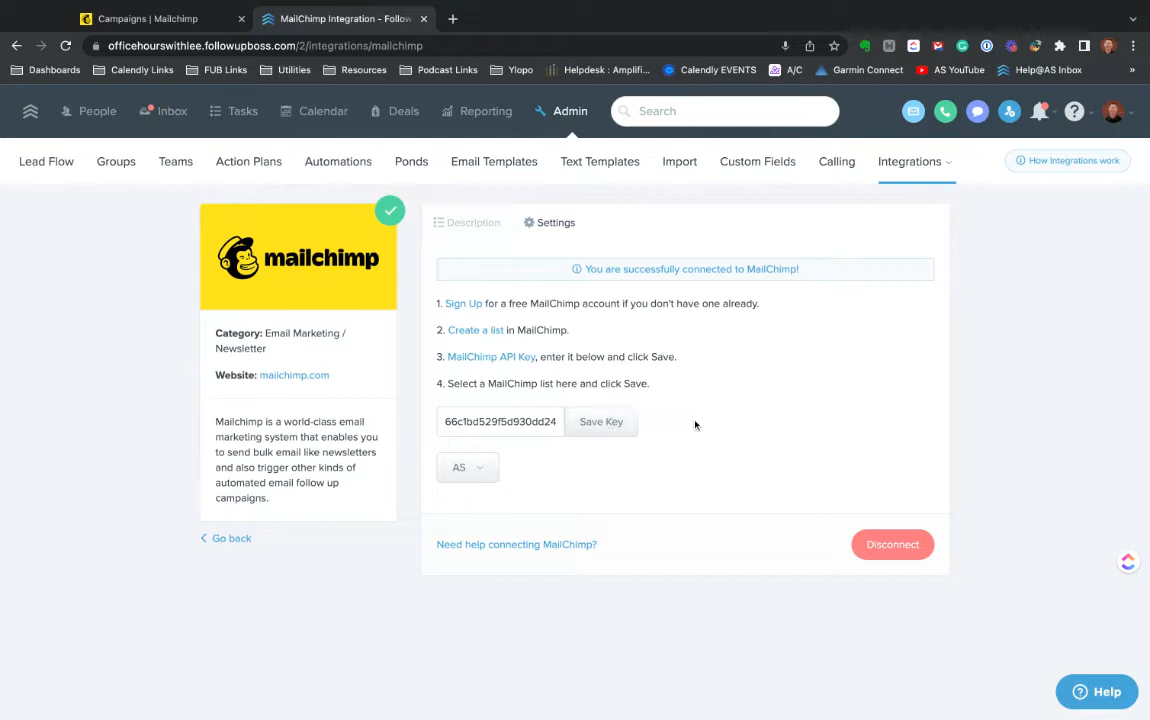 Campaigns | Mailchimp
MailChimp Integration - Follow
officehourswithlee.followupboss.com/2/integrations/mailchimp
Dashboards
Calendly Links
FUB Links
Utilities
Resources
Podcast Links
Ylopo
Helpdesk : Amplifi...
Calendly EVENTS
A/C
Garmin Connect
AS YouTube
Help@AS Inbox
People
Inbox
Tasks
Calendar
Deals
Reporting
Admin
Search
Lead Flow
Groups
Teams
Action Plans
Automations
Ponds
Email Templates
Text Templates
Import
Custom Fields
Calling
Integrations
How Integrations work
mailchimp
Category: Email Marketing /
Newsletter
Website: mailchimp.com
Mailchimp is a world-class email
marketing system that enables you
to send bulk email like newsletters
and also trigger other kinds of
automated email follow up
campaigns.
Go back
Description
Settings
You are successfully connected to MailChimp!
1. Sign Up for a free MailChimp account if you don't have one already.
2. Create a list in MailChimp.
3. MailChimp API Key, enter it below and click Save.
4. Select a MailChimp list here and click Save.
66c1bd529f5d930dd24
Save Key
AS
Need help connecting MailChimp?
Disconnect
Help